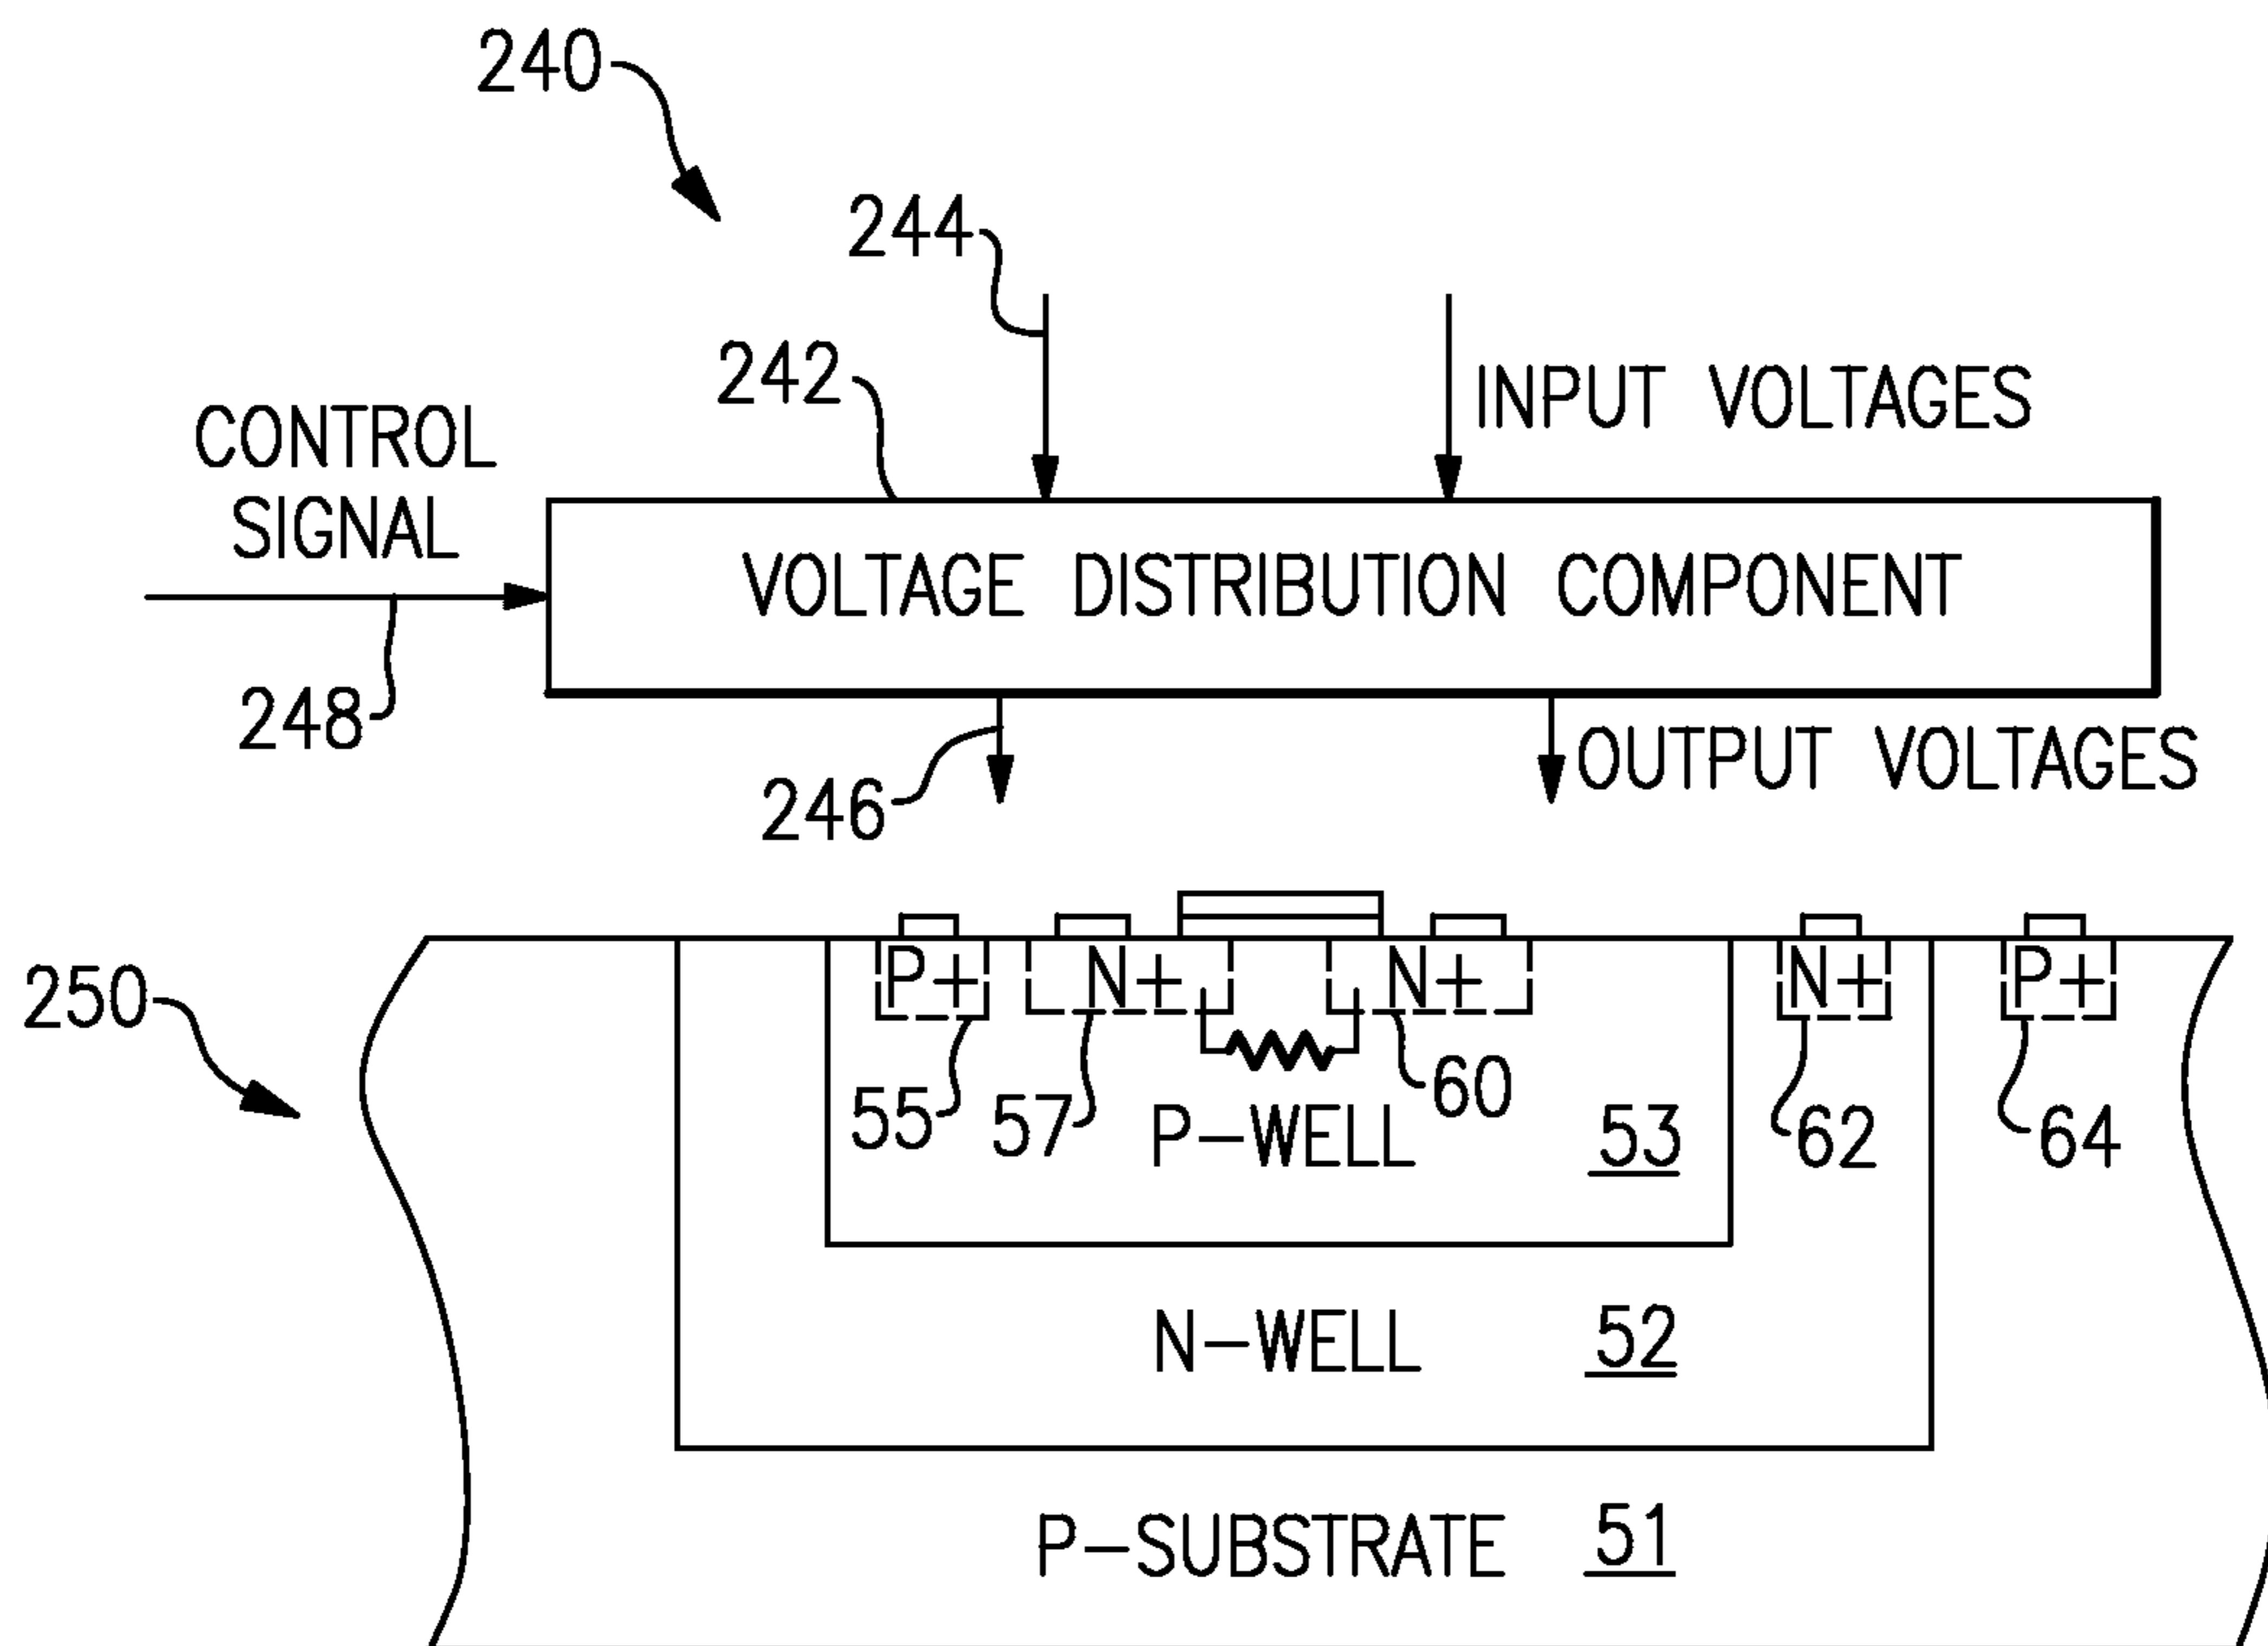 240
244
242
INPUT VOLTAGES
CONTROL
SIGNAL
VOLTAGE DISTRIBUTION COMPONENT
248
246
OUTPUT VOLTAGES
250
P+
N+
N+
N+
P+
55
57
60
P-WELL
53
62
64
N-WELL
52
P-SUBSTRATE
51